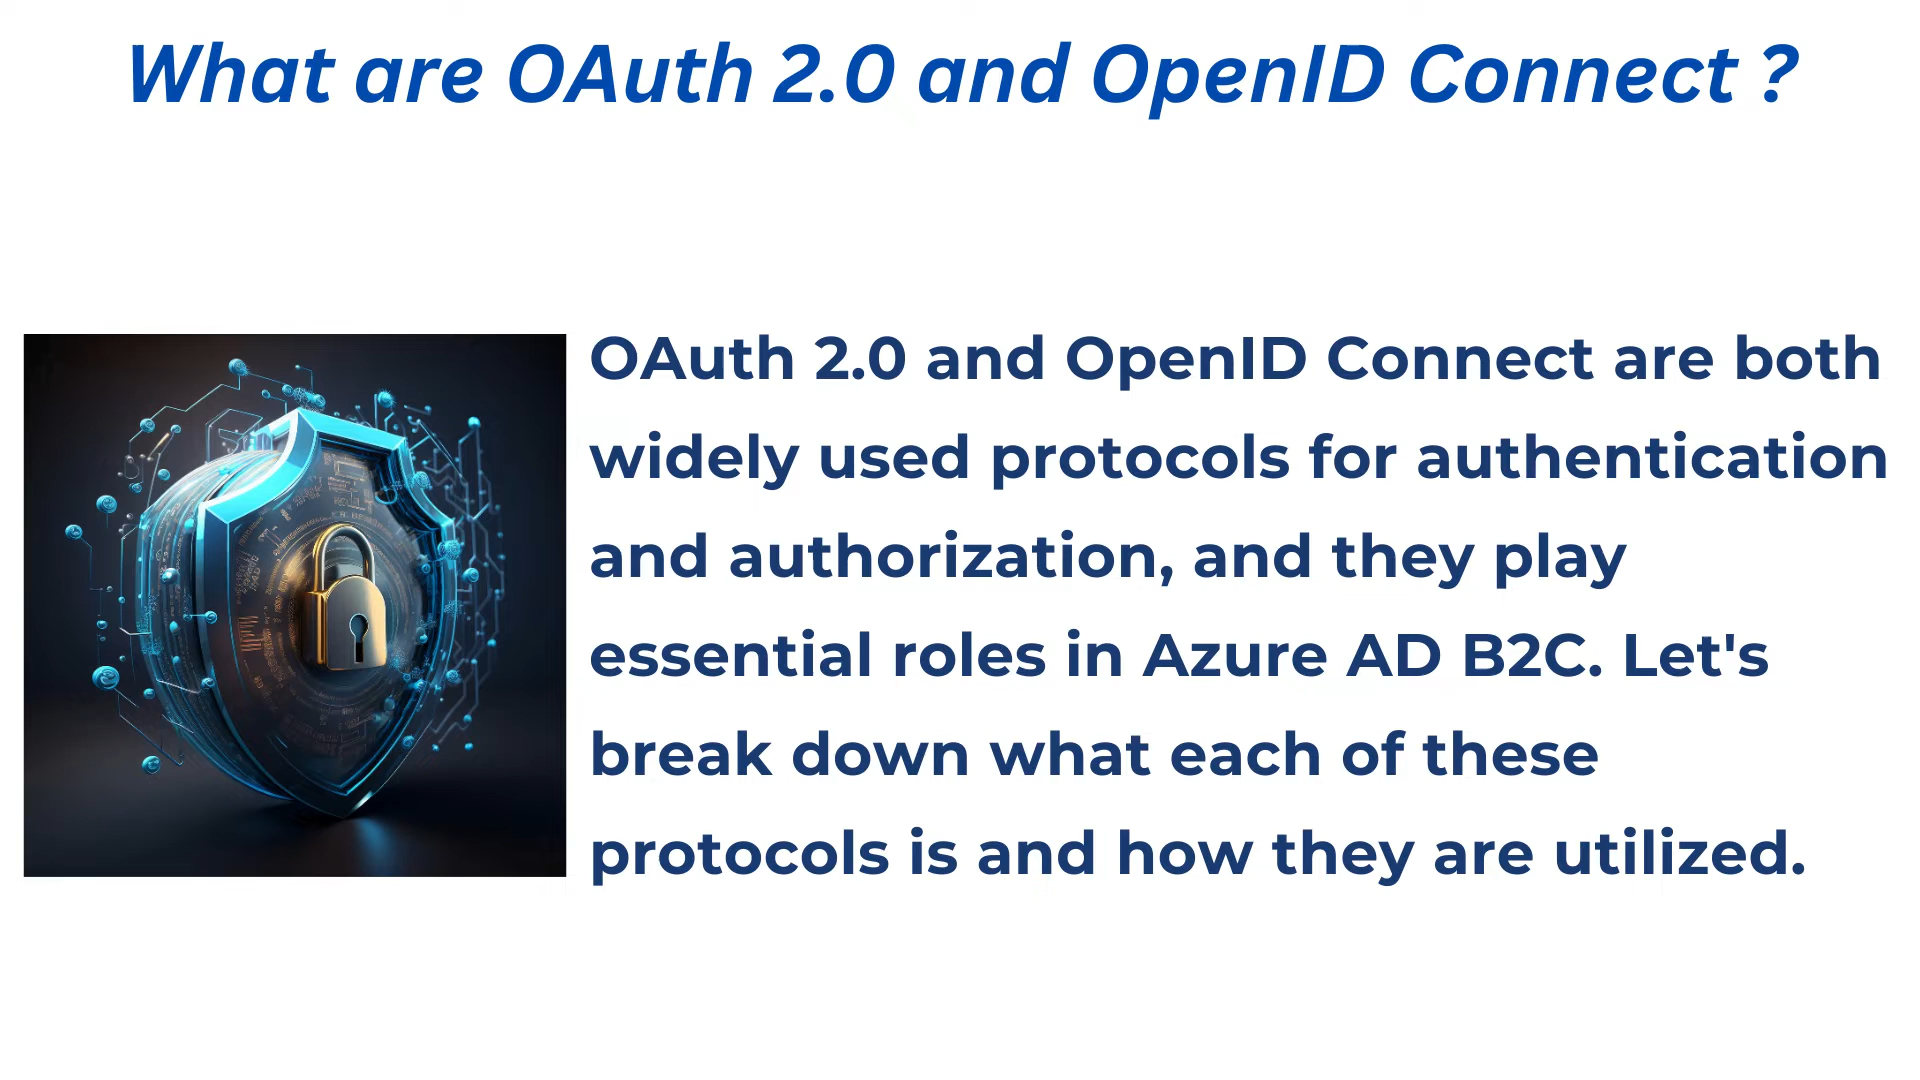 What are OAuth 2.0 and OpenID Connect ?
OAuth 2.0 and OpenID Connect are both
widely used protocols for authentication
and authorization, and they play
essential roles in Azure AD B2C. Let's
break down what each of these
protocols is and how they are utilized.